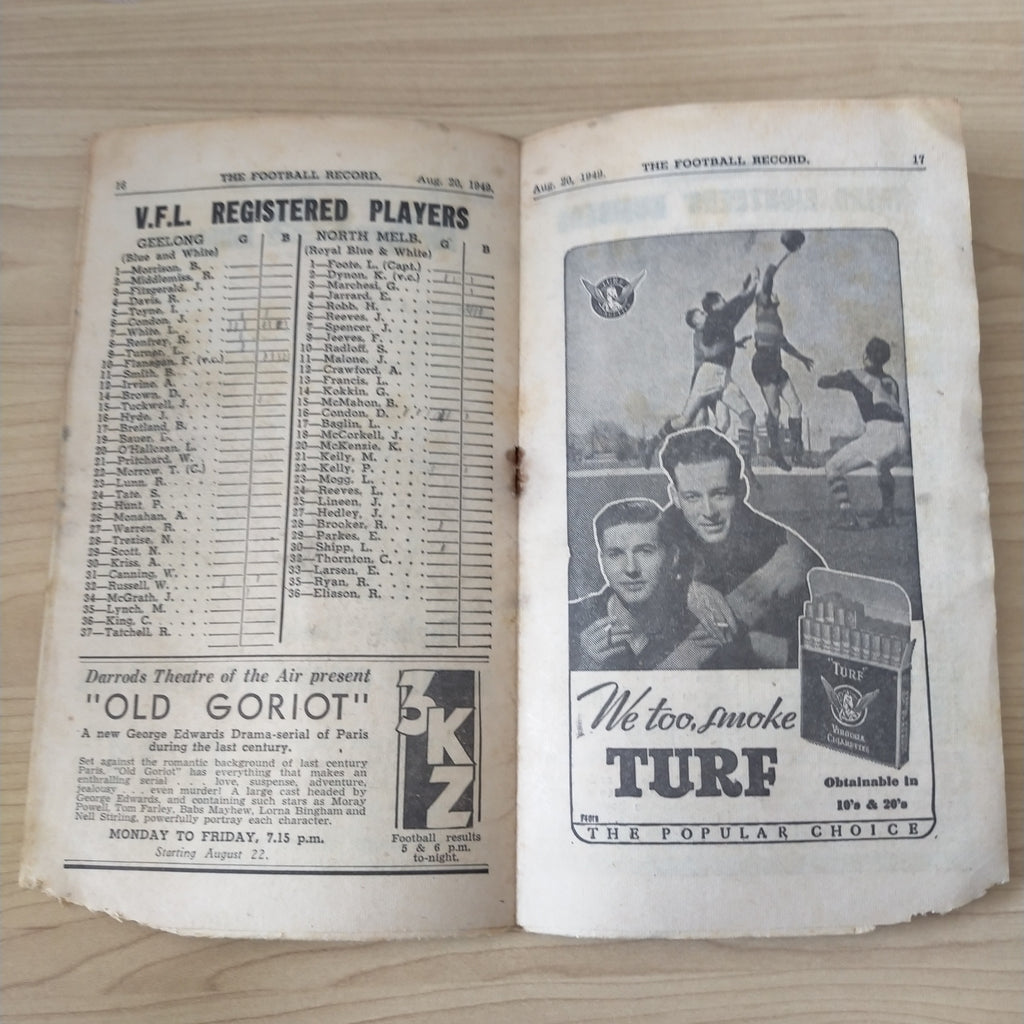 16 THE FOOTBALL RECORD. Aug. 20, 1949.
V.F.L. REGISTERED PLAYERS
GEELONG G B
(Blue and White)
1—Morrison, B.
2—Middlemiss, R.
3—Fitzgerald, J.
4—Davis, R.
5—Toyne, I.
6—Condon, J.
7—White, L.
8—Renfrey, R.
9—Turner, L.
10—Flanagan, F. (v.c.)
11—Smith, B.
12—Irvine, A.
14—Brown, D.
15—Tuckwell, J.
16—Hyde, J.
17—Bretland, B.
19—Bauer, L.
20—O'Halloran, L.
21—Pritchard, W.
22—Morrow, T. (C.)
23—Lunn, R.
24—Tate, S.
25—Hunt, P.
26—Monahan, A.
27—Warren, R.
28—Trezise, N.
29—Scott, N.
30—Kriss, A.
31—Canning, W.
32—Russell, W.
34—McGrath, J.
35—Lynch, M.
36—King, C.
37—Tatchell, R.
NORTH MELB. G B
(Royal Blue & White)
1—Foote, L. (Capt.)
2—Dynon, K. (v.c.)
3—Marchesi, G.
4—Jarrard, E.
5—Robb, H.
6—Reeves, J.
7—Spencer, J.
9—Jeeves, F.
10—Radloff, S.
11—Malone, J.
12—Crawford, A.
13—Francis, L.
14—Kokkin, G.
15—McMahon, B.
16—Condon, D.
17—Baglin, L.
18—McCorkell, J.
20—McKenzie, K.
21—Kelly, M.
22—Kelly, P.
23—Mogg, L.
24—Reeves, L.
25—Lineen, J.
27—Hedley, J.
28—Brooker, R.
29—Parkes, E.
30—Shipp, L.
32—Thornton, C.
33—Larsen, E.
35—Ryan, R.
36—Eliason, R.
Darrods Theatre of the Air present
"OLD GORIOT"
A new George Edwards Drama-serial of Paris
during the last century.
Set against the romantic background of last century
Paris, "Old Goriot" has everything that makes an
enthralling serial . . . love, suspense, adventure,
jealousy . . . even murder! A large cast headed by
George Edwards, and containing such stars as Moray
Powell, Tom Farley, Babs Mayhew, Lorna Bingham and
Nell Stirling, powerfully portray each character.
MONDAY TO FRIDAY, 7.15 p.m.
Starting August 22.
3KZ
Football results
5 & 6 p.m.
to-night.
Aug. 20, 1949. THE FOOTBALL RECORD. 17
"TURF"
VIRGINIA
CIGARETTES
We too, smoke
TURF
Obtainable in
10's & 20's
THE POPULAR CHOICE